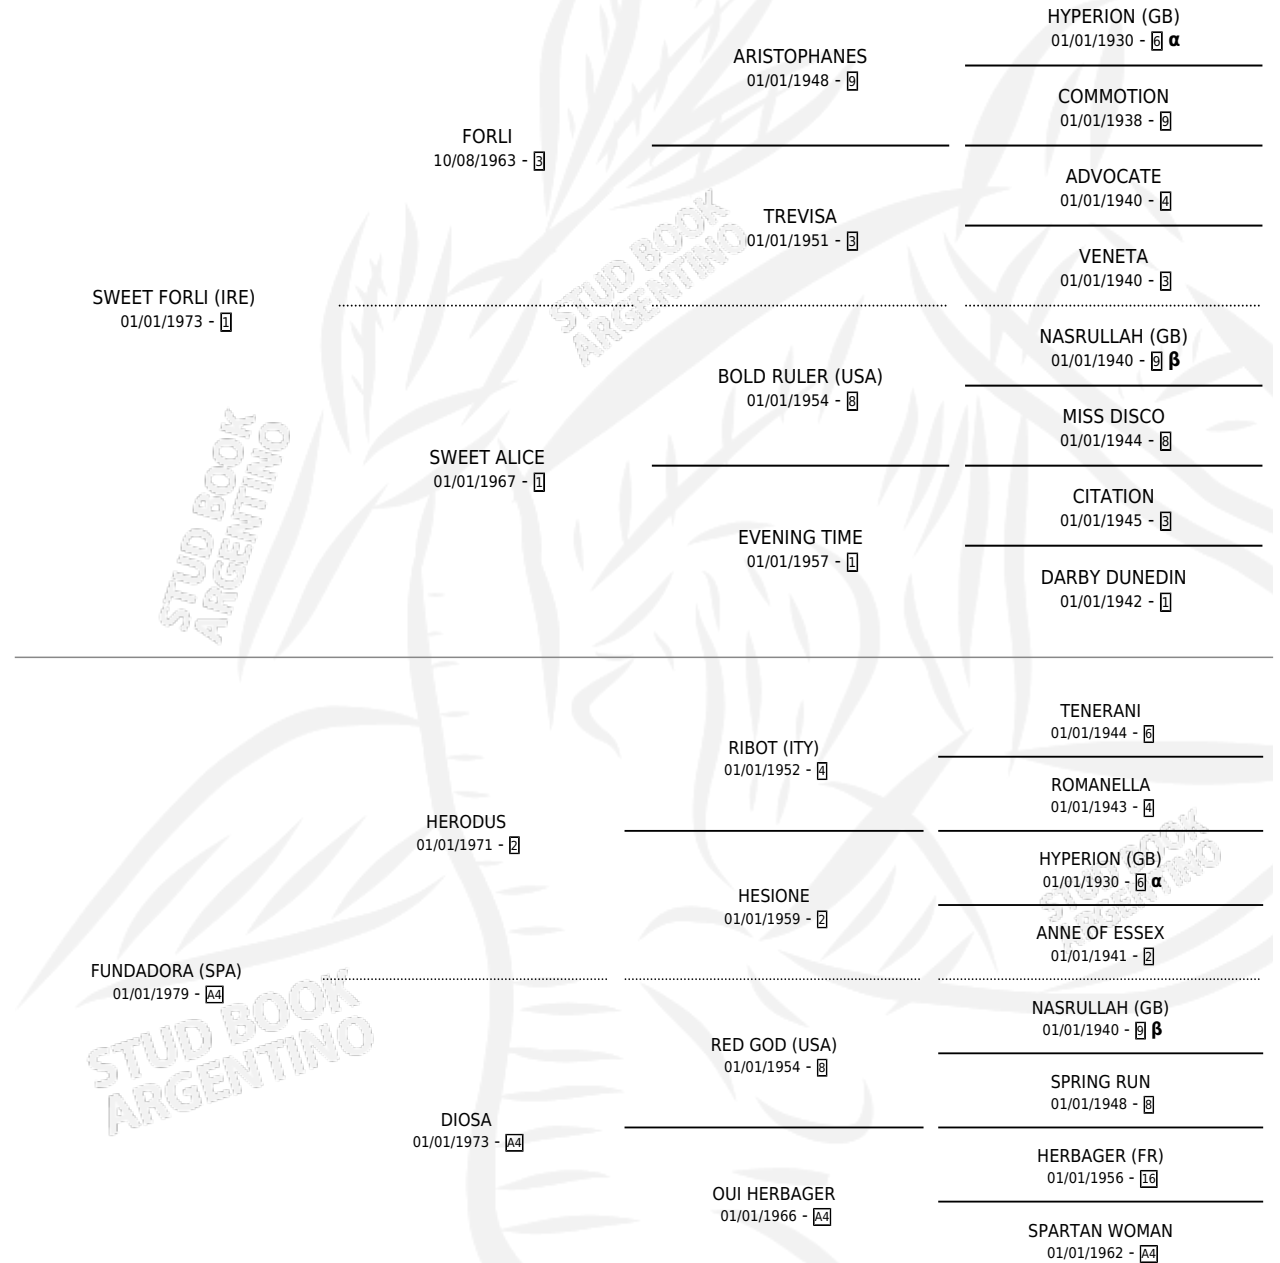 HYPERION (GB)
01/01/1930 - 6 α
ARISTOPHANES
01/01/1948 - 9
COMMOTION
01/01/1938 - 9
FORLI
10/08/1963 - 3
ADVOCATE
01/01/1940 - 4
TREVISA
01/01/1951 - 3
VENETA
01/01/1940 - 3
SWEET FORLI (IRE)
01/01/1973 - 1
NASRULLAH (GB)
01/01/1940 - 9 β
BOLD RULER (USA)
01/01/1954 - 8
MISS DISCO
01/01/1944 - 8
SWEET ALICE
01/01/1967 - 1
CITATION
01/01/1945 - 3
EVENING TIME
01/01/1957 - 1
DARBY DUNEDIN
01/01/1942 - 1
TENERANI
01/01/1944 - 6
RIBOT (ITY)
01/01/1952 - 4
ROMANELLA
01/01/1943 - 4
HERODUS
01/01/1971 - 2
HYPERION (GB)
01/01/1930 - 6 α
HESIONE
01/01/1959 - 2
ANNE OF ESSEX
01/01/1941 - 2
FUNDADORA (SPA)
01/01/1979 - A4
NASRULLAH (GB)
01/01/1940 - 9 β
RED GOD (USA)
01/01/1954 - 8
SPRING RUN
01/01/1948 - 8
DIOSA
01/01/1973 - A4
HERBAGER (FR)
01/01/1956 - 16
OUI HERBAGER
01/01/1966 - A4
SPARTAN WOMAN
01/01/1962 - A4
STUD BOOK
ARGENTINO
STUD BOOK
ARGENTINO
STUD BOOK
ARGENTINO
STUD BOOK
ARGENTINO